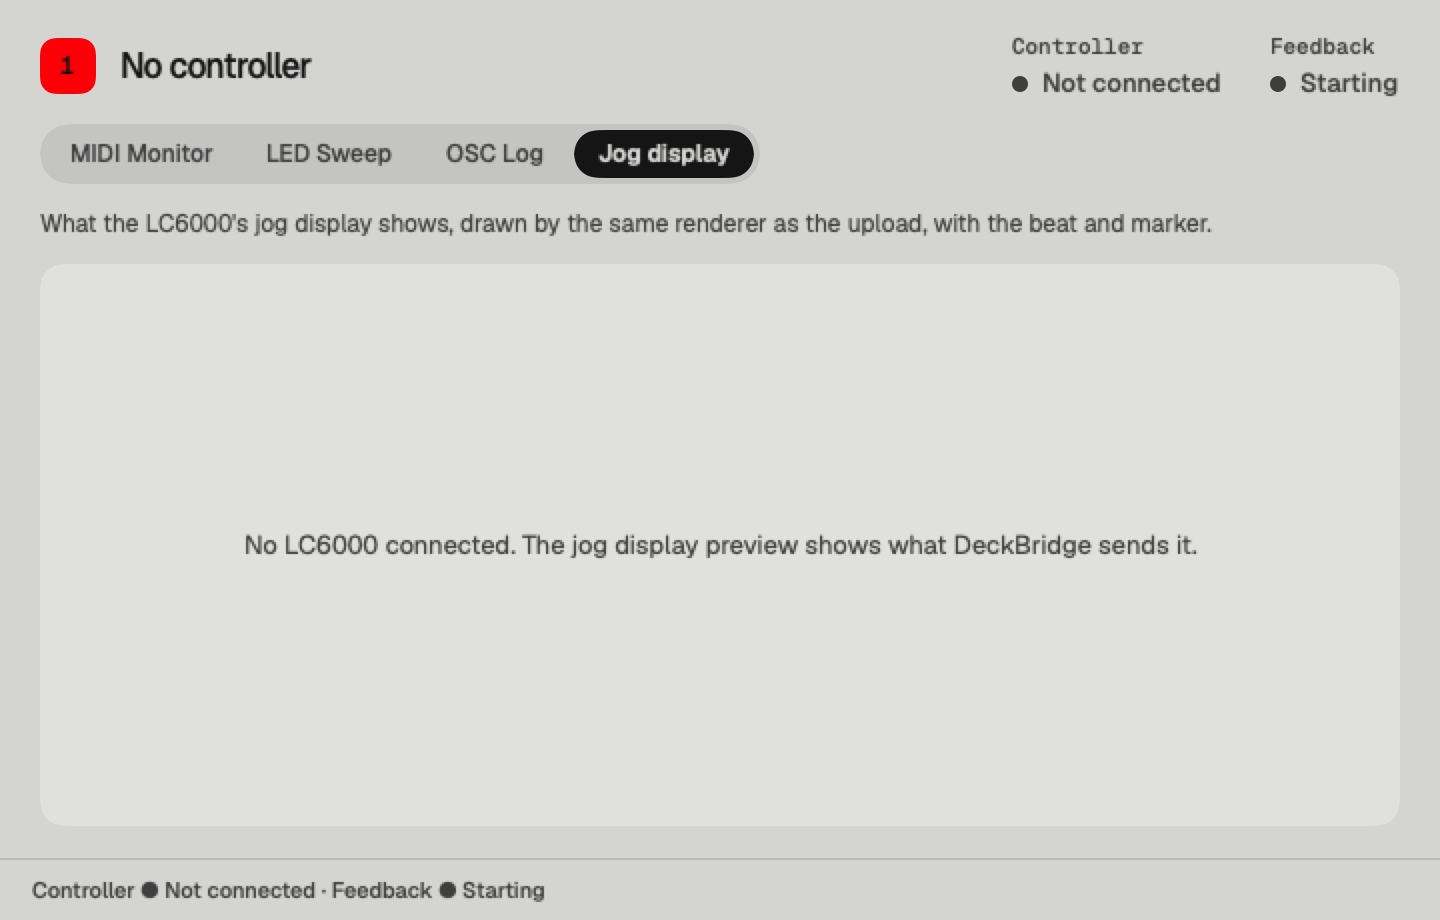 1
No controller
Controller
Not connected
Feedback
Starting
MIDI Monitor
LED Sweep
OSC Log
Jog display
What the LC6000's jog display shows, drawn by the same renderer as the upload, with the beat and marker.
No LC6000 connected. The jog display preview shows what DeckBridge sends it.
Controller ● Not connected · Feedback ● Starting